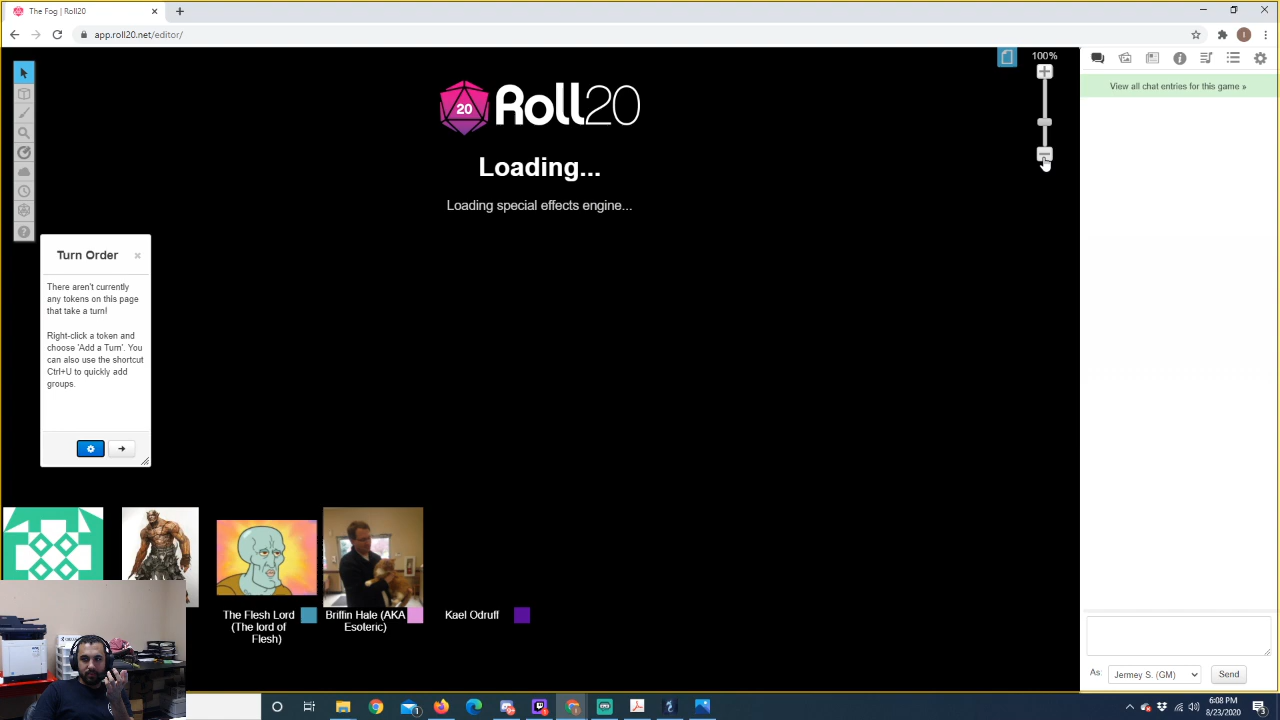 The Fog | Roll20
app.roll20.net/editor/
100%
20 Roll20
Loading...
Loading special effects engine...
View all chat entries for this game »
Turn Order
There aren't currently
any tokens on this page
that take a turn!
Right-click a token and
choose 'Add a Turn'. You
can also use the shortcut
Ctrl+U to quickly add
groups.
The Flesh Lord
(The lord of
Flesh)
Briffin Hale (AKA
Esoteric)
Kael Odruff
As:
Jermey S. (GM)
Send
6:08 PM
8/23/2020